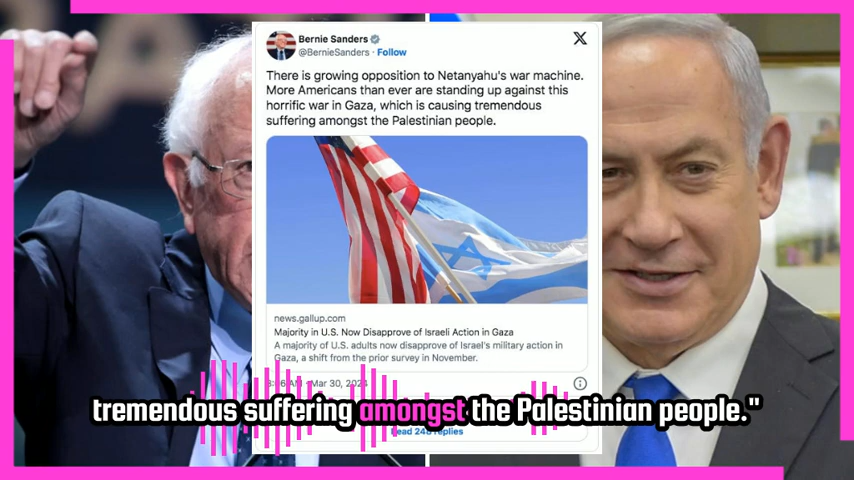 Bernie Sanders
@BernieSanders · Follow
There is growing opposition to Netanyahu's war machine.
More Americans than ever are standing up against this
horrific war in Gaza, which is causing tremendous
suffering amongst the Palestinian people.
news.gallup.com
Majority in U.S. Now Disapprove of Israeli Action in Gaza
A majority of U.S. adults now disapprove of Israel's military action in
Gaza, a shift from the prior survey in November.
Mar 30, 2024
tremendous suffering amongst the Palestinian people."
replies